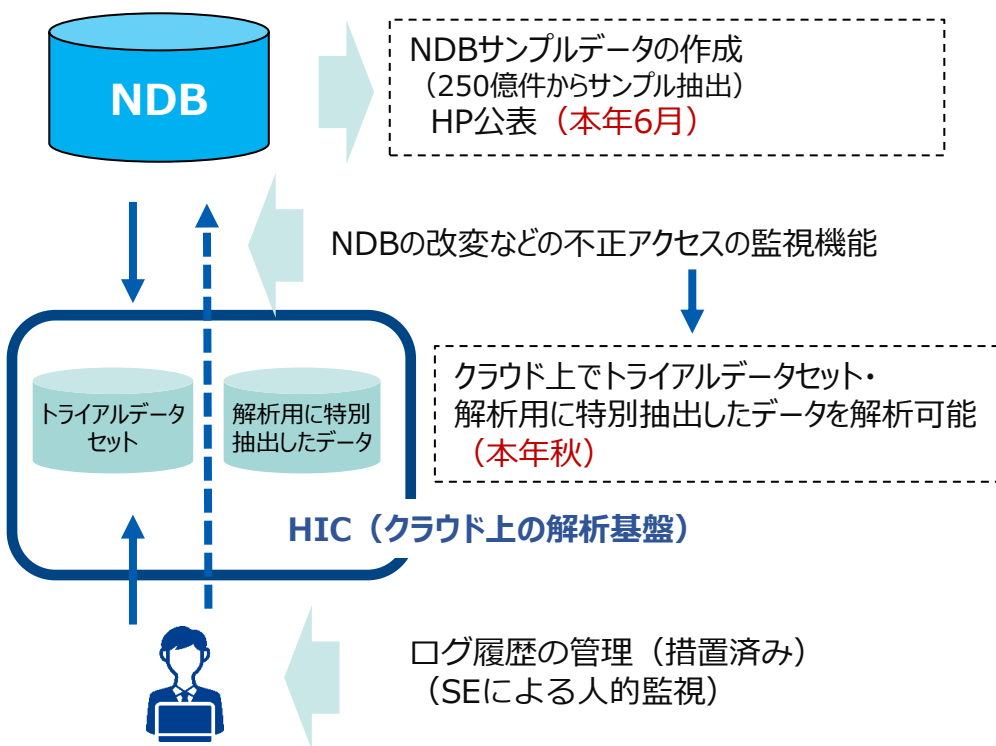 NDB
NDBサンプルデータの作成
（250億件からサンプル抽出）
HP公表（本年6月）
NDBの改変などの不正アクセスの監視機能
トライアルデータ
セット
解析用に特別
抽出したデータ
クラウド上でトライアルデータセット・
解析用に特別抽出したデータを解析可能
（本年秋）
HIC（クラウド上の解析基盤）
ログ履歴の管理（措置済み）
（SEによる人的監視）